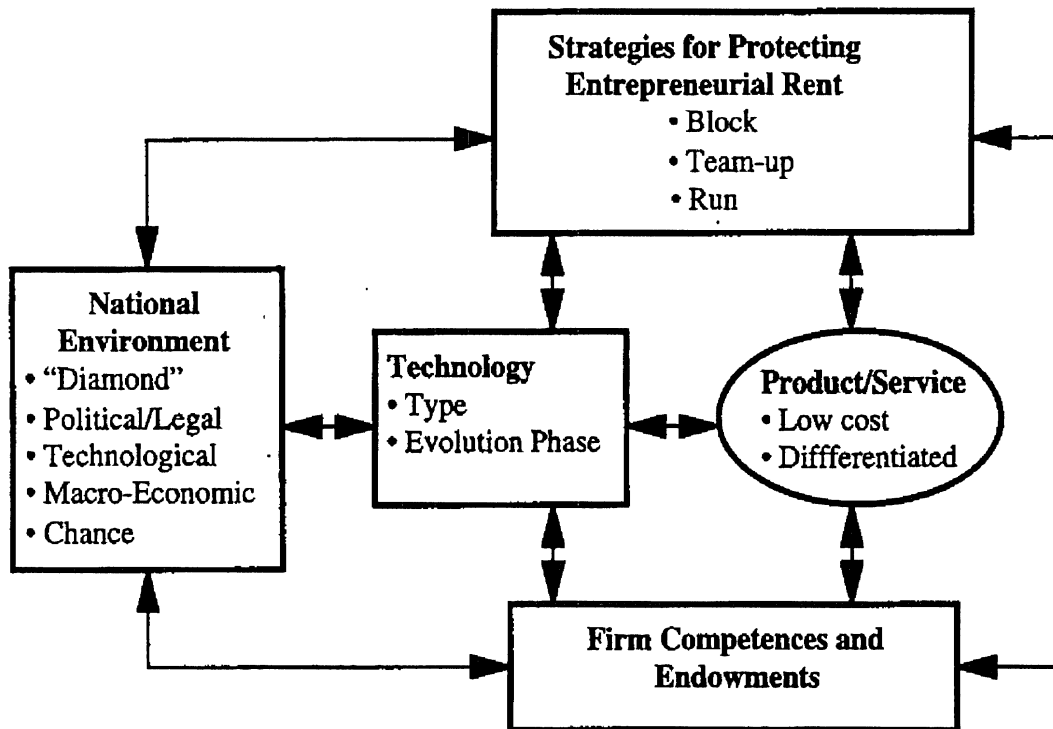 Strategies for Protecting
Entrepreneurial Rent
• Block
• Team-up
• Run
National
Environment
• “Diamond”
• Political/Legal
• Technological
• Macro-Economic
• Chance
Technology
• Type
• Evolution Phase
Product/Service
• Low cost
• Diffferentiated
Firm Competences and
Endowments